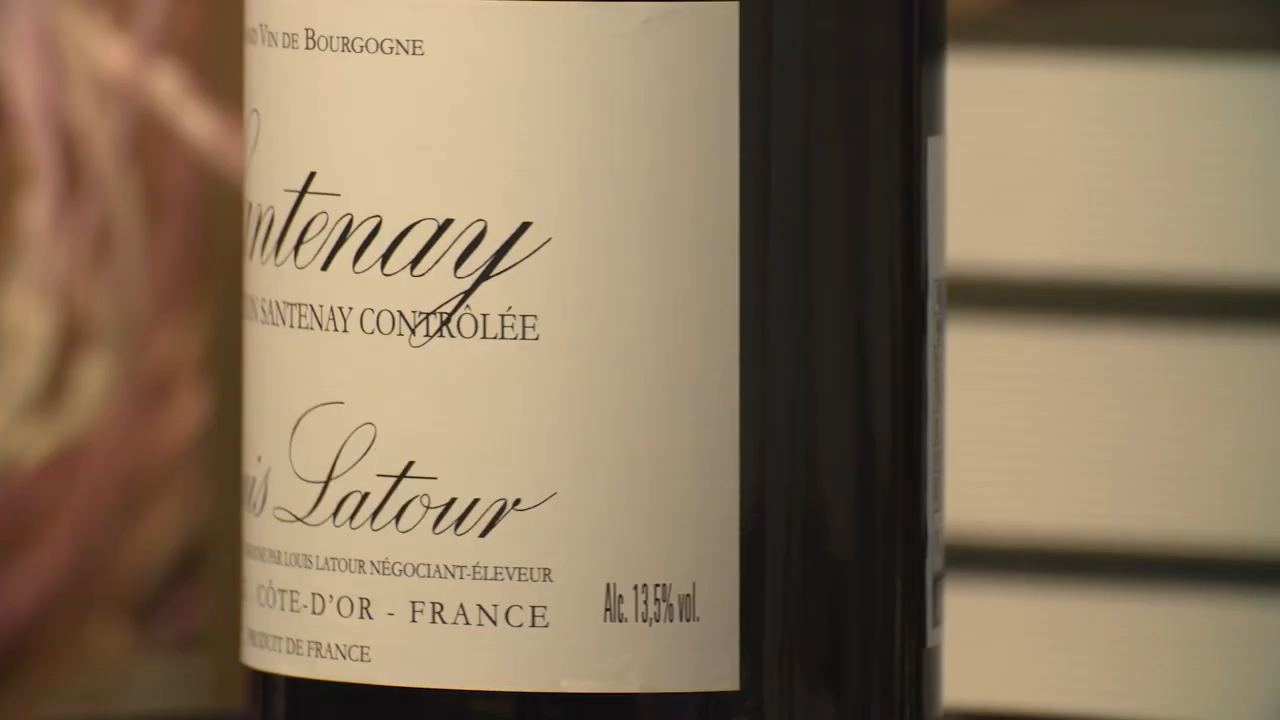 Vin de Bourgogne
Santenay
SANTENAY CONTRÔLÉE
Latour
PAR LOUIS LATOUR NÉGOCIANT-ÉLEVEUR
CÔTE-D'OR - FRANCE
Alc. 13,5% vol.
PRODUIT DE FRANCE